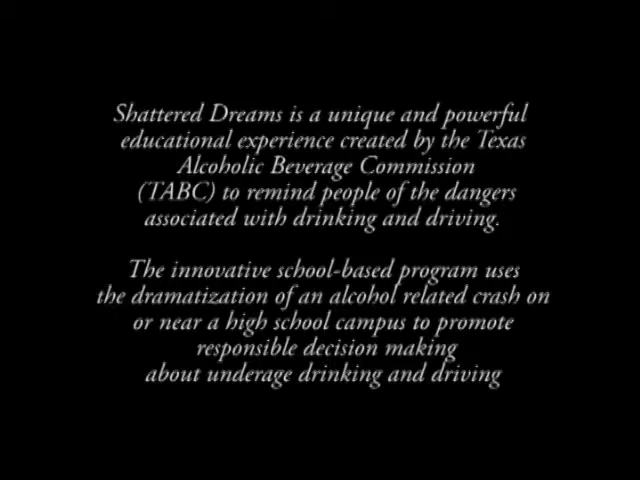 Shattered Dreams is a unique and powerful
educational experience created by the Texas
Alcoholic Beverage Commission
(TABC) to remind people of the dangers
associated with drinking and driving.
The innovative school-based program uses
the dramatization of an alcohol related crash on
or near a high school campus to promote
responsible decision making
about underage drinking and driving